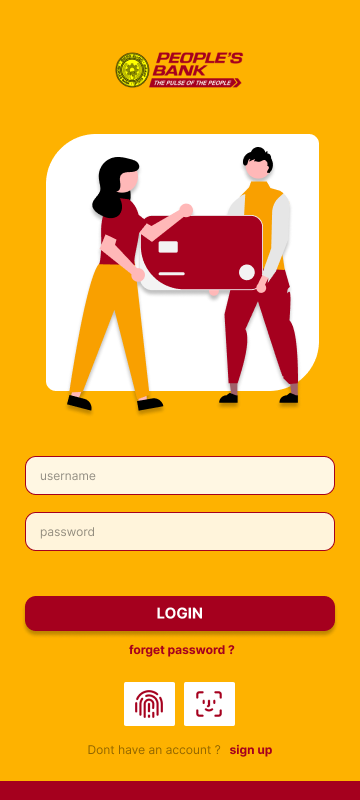 PEOPLE'S
BANK
THE PULSE OF THE PEOPLE
username
password
LOGIN
forget password ?
Dont have an account ? sign up